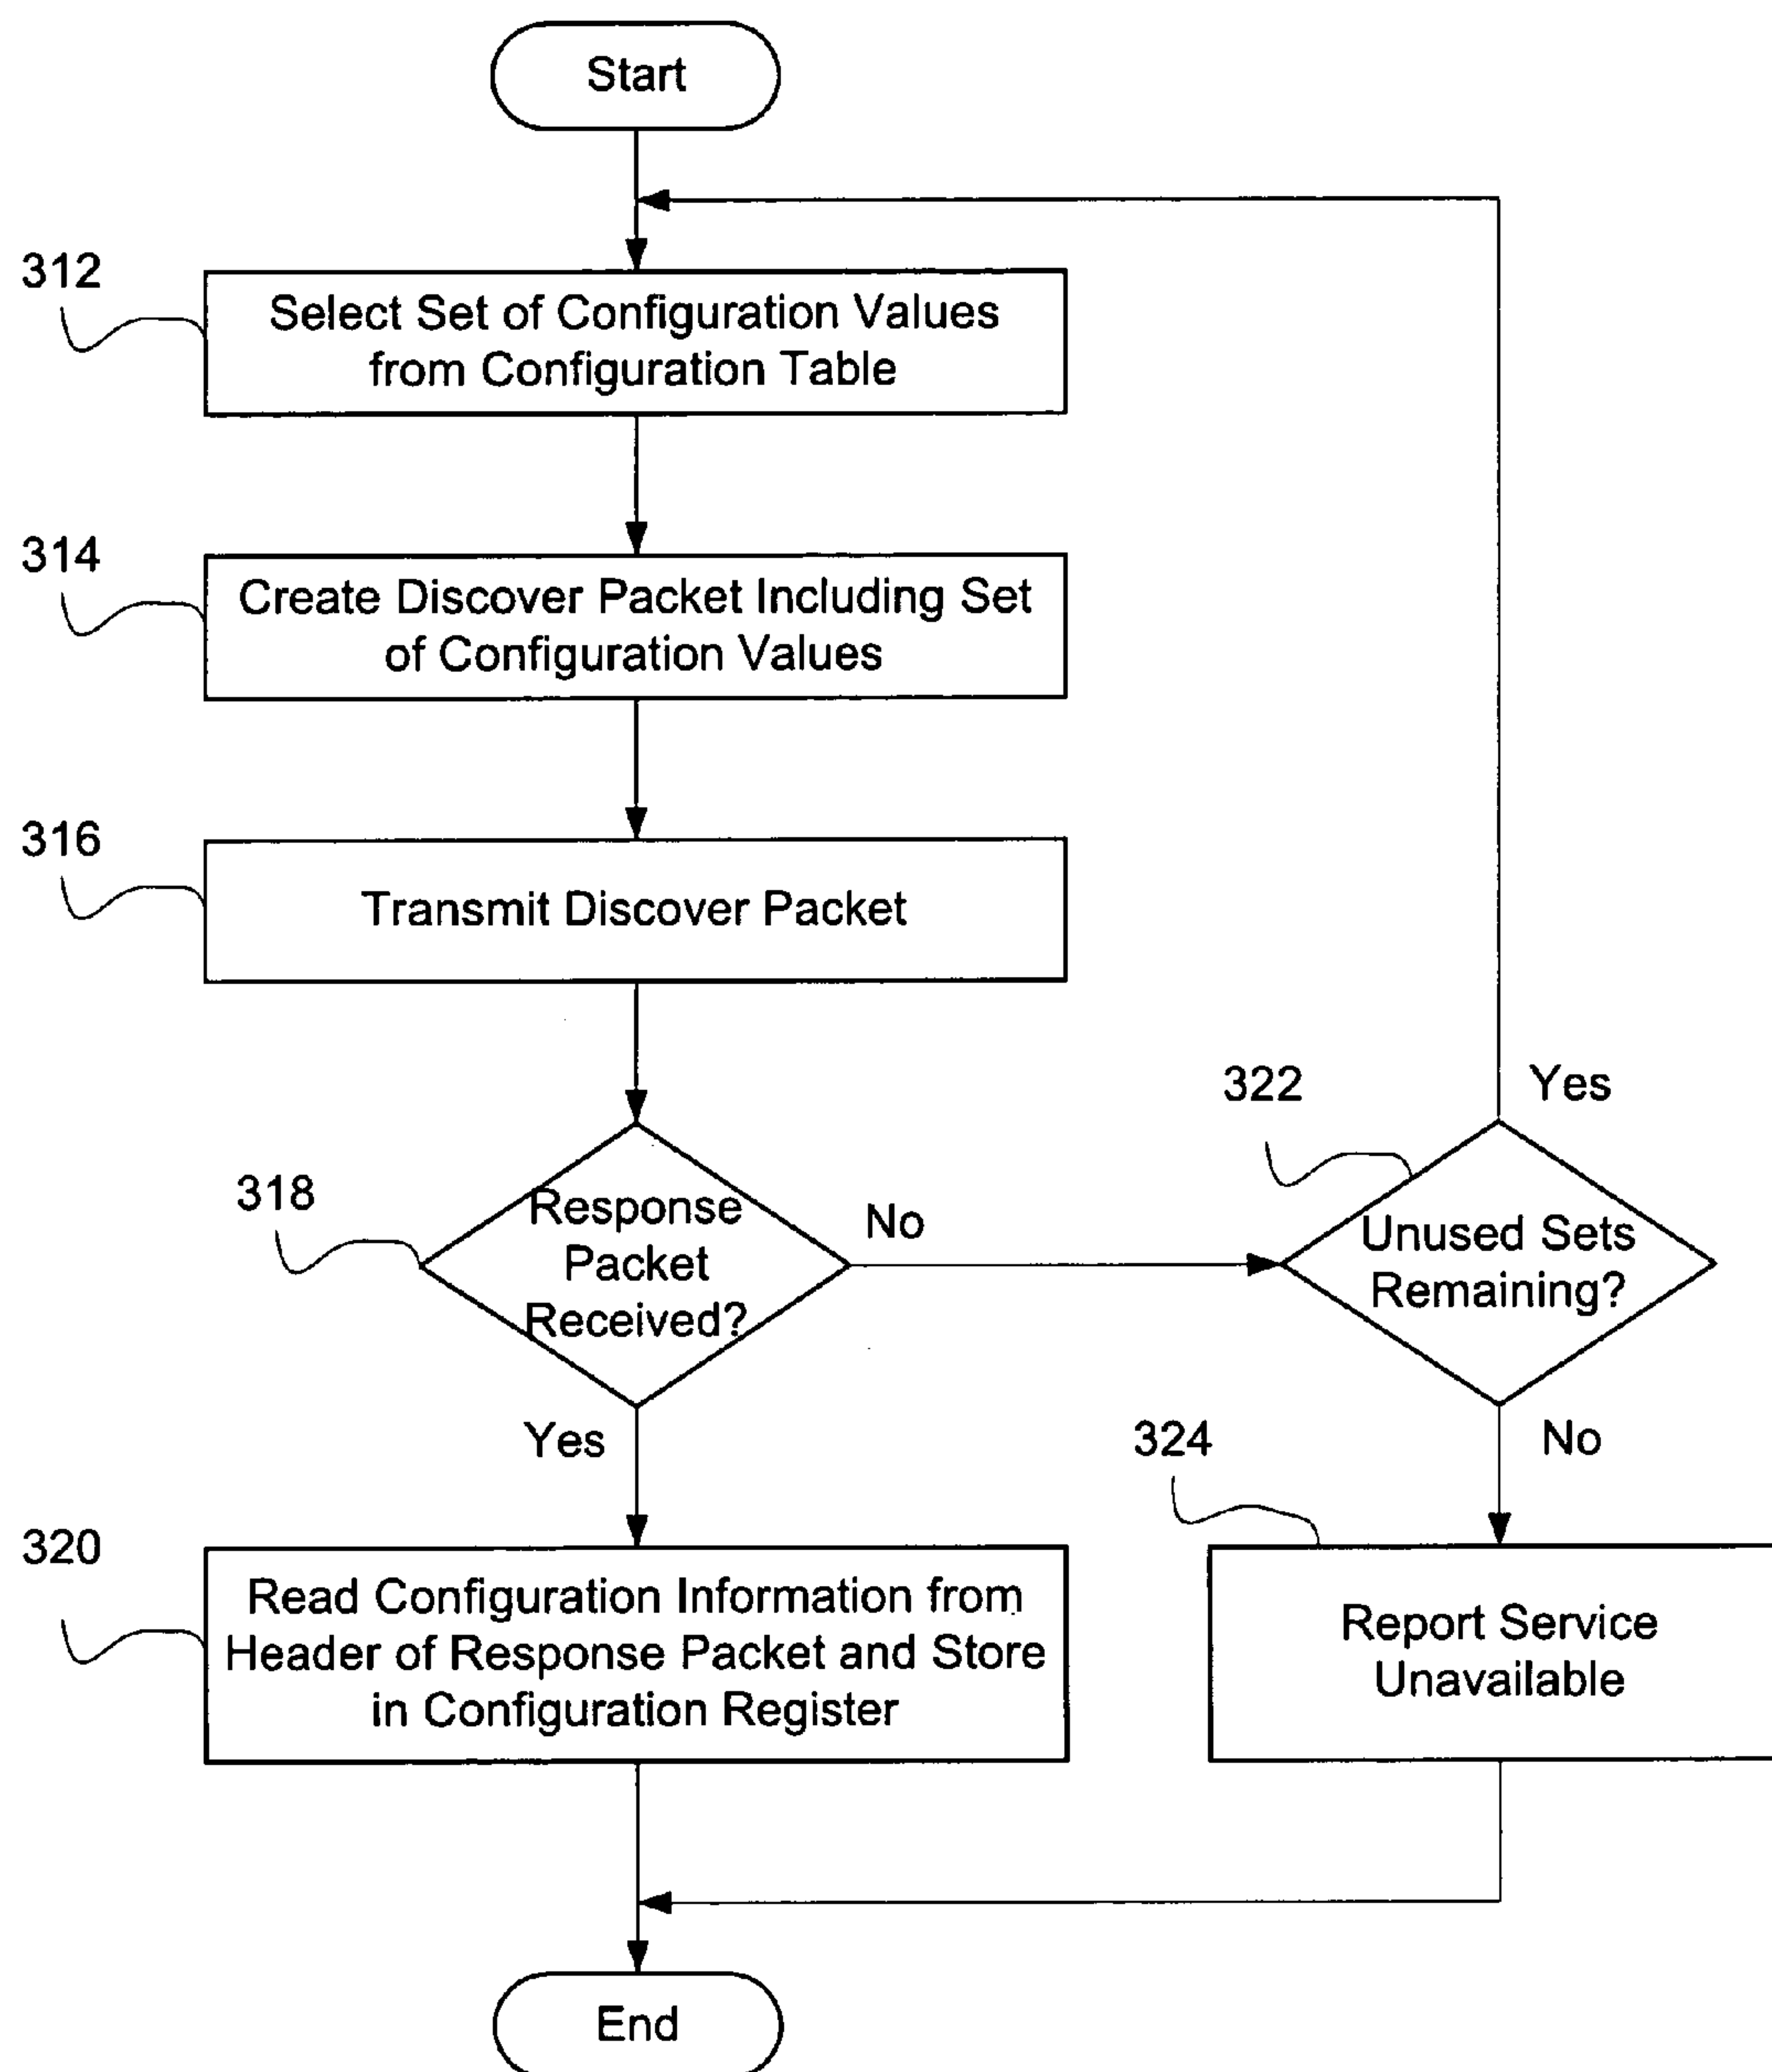 Start
312
Select Set of Configuration Values
from Configuration Table
314
Create Discover Packet Including Set
of Configuration Values
316
Transmit Discover Packet
318
Response
Packet
Received?
No
322
Yes
Unused Sets
Remaining?
Yes
324
No
320
Read Configuration Information from
Header of Response Packet and Store
in Configuration Register
Report Service
Unavailable
End